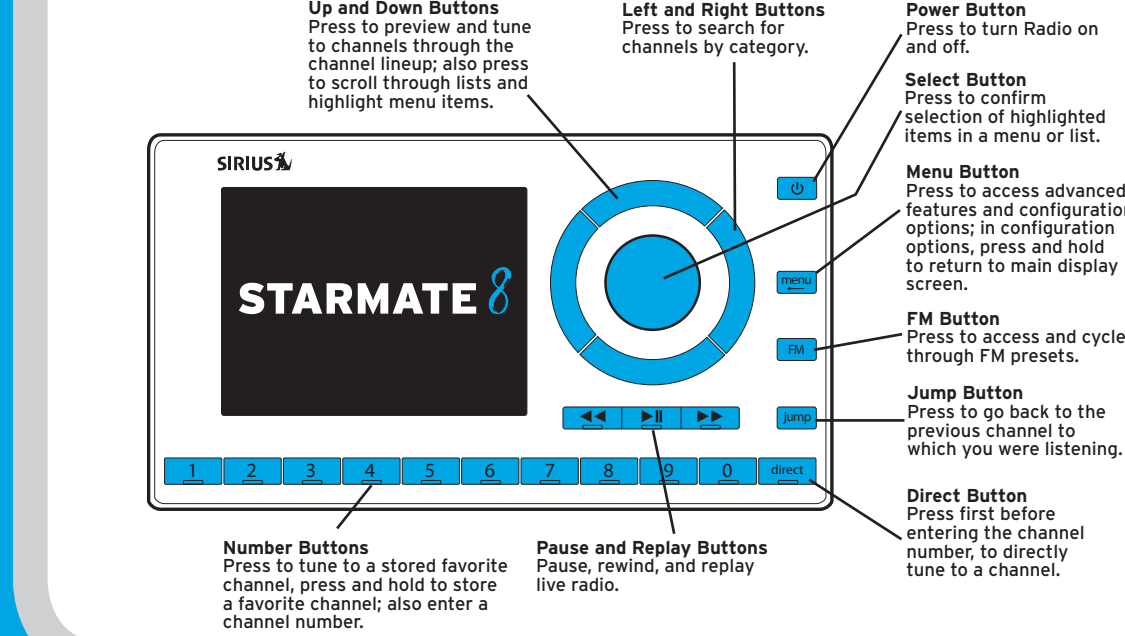 Up and Down Buttons
Press to preview and tune
to channels through the
channel lineup; also press
to scroll through lists and
highlight menu items.
Left and Right Buttons
Press to search for
channels by category.
Power Button
Press to turn Radio on
and off.
Select Button
Press to confirm
selection of highlighted
items in a menu or list.
Menu Button
Press to access advanced
features and configuration
options; in configuration
options, press and hold
to return to main display
screen.
FM Button
Press to access and cycle
through FM presets.
Jump Button
Press to go back to the
previous channel to
which you were listening.
Direct Button
Press first before
entering the channel
number, to directly
tune to a channel.
SIRIUS
STARMATE 8
menu
FM
jump
1 2 3 4 5 6 7 8 9 0 direct
Number Buttons
Press to tune to a stored favorite
channel, press and hold to store
a favorite channel; also enter a
channel number.
Pause and Replay Buttons
Pause, rewind, and replay
live radio.